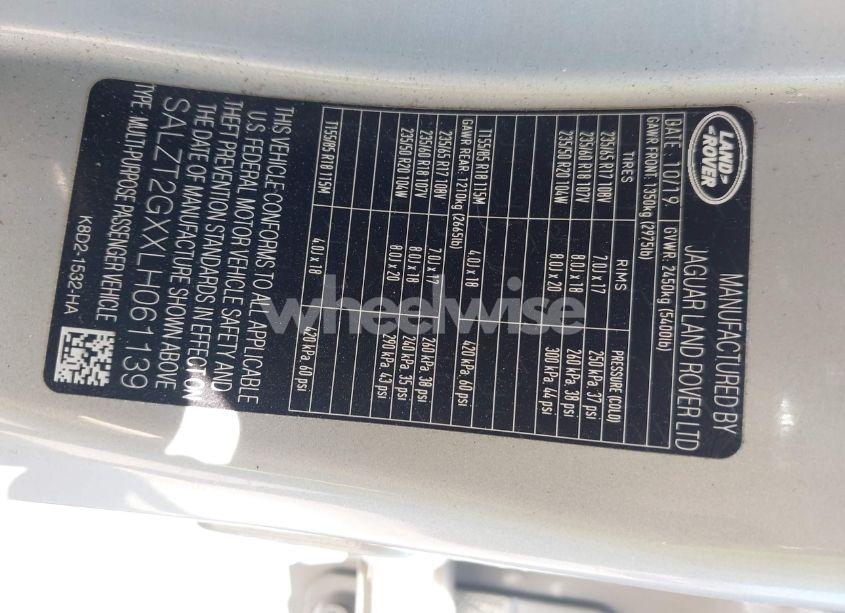 LAND
ROVER
MANUFACTURED BY
JAGUAR LAND ROVER LTD
DATE: 10/19 GVWR: 2450kg (5400lb)
GAWR FRONT: 1350kg (2975lb)
TIRES RIMS PRESSURE (COLD)
235/65 R17 108V 7.0J x 17 250 kPa, 37 psi
235/60 R18 107V 8.0J x 18 260 kPa, 38 psi
235/50 R20 104W 8.0J x 20 300 kPa, 44 psi
T155/85 R18 115M 4.0J x 18 420 kPa, 60 psi
GAWR REAR: 1210kg (2665lb)
235/65 R17 108V 7.0J x 17 260 kPa, 38 psi
235/60 R18 107V 8.0J x 18 240 kPa, 35 psi
235/50 R20 104W 8.0J x 20 290 kPa, 43 psi
T155/85 R18 115M 4.0J x 18 420 kPa, 60 psi
THIS VEHICLE CONFORMS TO ALL APPLICABLE
U.S. FEDERAL MOTOR VEHICLE SAFETY AND
THEFT PREVENTION STANDARDS IN EFFECT ON
THE DATE OF MANUFACTURE SHOWN ABOVE
SALZT2GXXLH061139
TYPE: MULTI-PURPOSE PASSENGER VEHICLE
K8D2-1532-HA
wheelwise